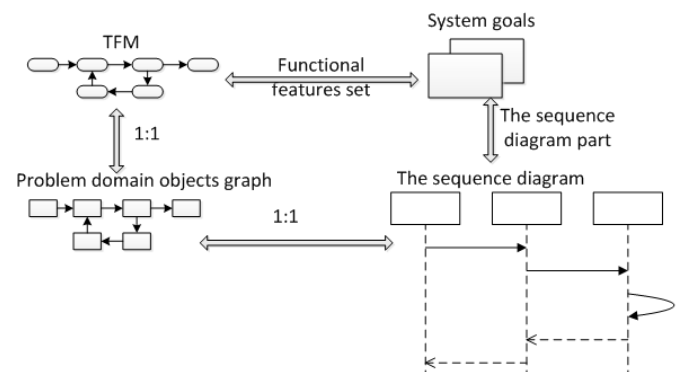 System goals
TFM
Functional
features set
The sequence
diagram part
1:1
Problem domain objects graph
The sequence diagram
1:1